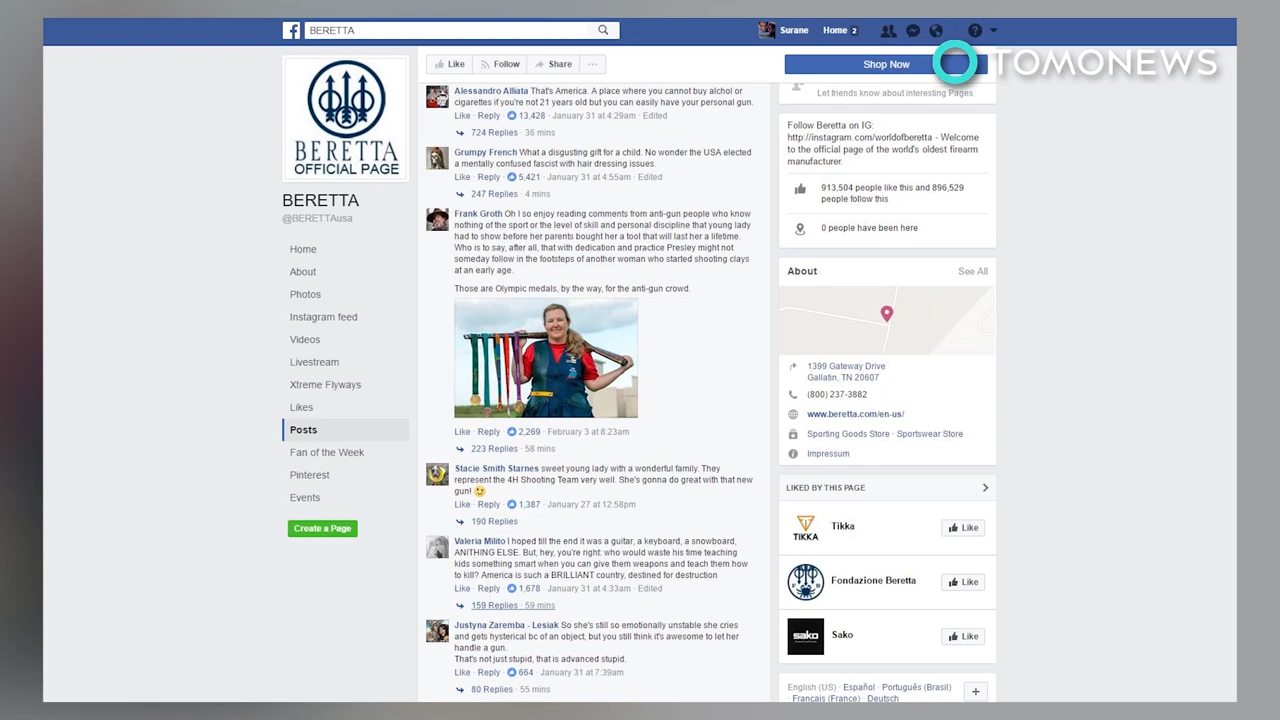 BERETTA
Surane
Home 2
TOMONEWS
BERETTA
OFFICIAL PAGE
BERETTA
@BERETTAusa
Home
About
Photos
Instagram feed
Videos
Livestream
Xtreme Flyways
Likes
Posts
Fan of the Week
Pinterest
Events
Create a Page
Like
Follow
Share
Alessandro Alliata That's America. A place where you cannot buy alchol or
cigarettes if you're not 21 years old but you can easily have your personal gun.
Like · Reply · 13,428 · January 31 at 4:29am · Edited
724 Replies · 36 mins
Grumpy French What a disgusting gift for a child. No wonder the USA elected
a mentally confused fascist with hair dressing issues.
Like · Reply · 5,421 · January 31 at 4:55am · Edited
247 Replies · 4 mins
Frank Groth Oh I so enjoy reading comments from anti-gun people who know
nothing of the sport or the level of skill and personal discipline that young lady
had to show before her parents bought her a tool that will last her a lifetime.
Who is to say, after all, that with dedication and practice Presley might not
someday follow in the footsteps of another woman who started shooting clays
at an early age.
Those are Olympic medals, by the way, for the anti-gun crowd.
Like · Reply · 2,269 · February 3 at 8:23am
223 Replies · 58 mins
Stacie Smith Starnes sweet young lady with a wonderful family. They
represent the 4H Shooting Team very well. She's gonna do great with that new
gun!
Like · Reply · 1,387 · January 27 at 12:58pm
190 Replies
Valeria Milito I hoped till the end it was a guitar, a keyboard, a snowboard,
ANITHING ELSE. But, hey, you're right: who would waste his time teaching
kids something smart when you can give them weapons and teach them how
to kill? America is such a BRILLIANT country, destined for destruction
Like · Reply · 1,678 · January 31 at 4:33am · Edited
159 Replies · 59 mins
Justyna Zaremba - Lesiak So she's still so emotionally unstable she cries
and gets hysterical bc of an object, but you still think it's awesome to let her
handle a gun.
That's not just stupid, that is advanced stupid.
Like · Reply · 664 · January 31 at 7:39am
80 Replies · 55 mins
Shop Now
Let friends know about interesting Pages
Follow Beretta on IG:
http://instagram.com/worldofberetta - Welcome
to the official page of the world's oldest firearm
manufacturer.
913,504 people like this and 896,529
people follow this
0 people have been here
About
See All
1399 Gateway Drive
Gallatin, TN 20607
(800) 237-3882
www.beretta.com/en-us/
Sporting Goods Store · Sportswear Store
Impressum
LIKED BY THIS PAGE
TIKKA
Tikka
Like
Fondazione Beretta
Like
sako
Sako
Like
English (US) · Español · Português (Brasil)
· Français (France) · Deutsch